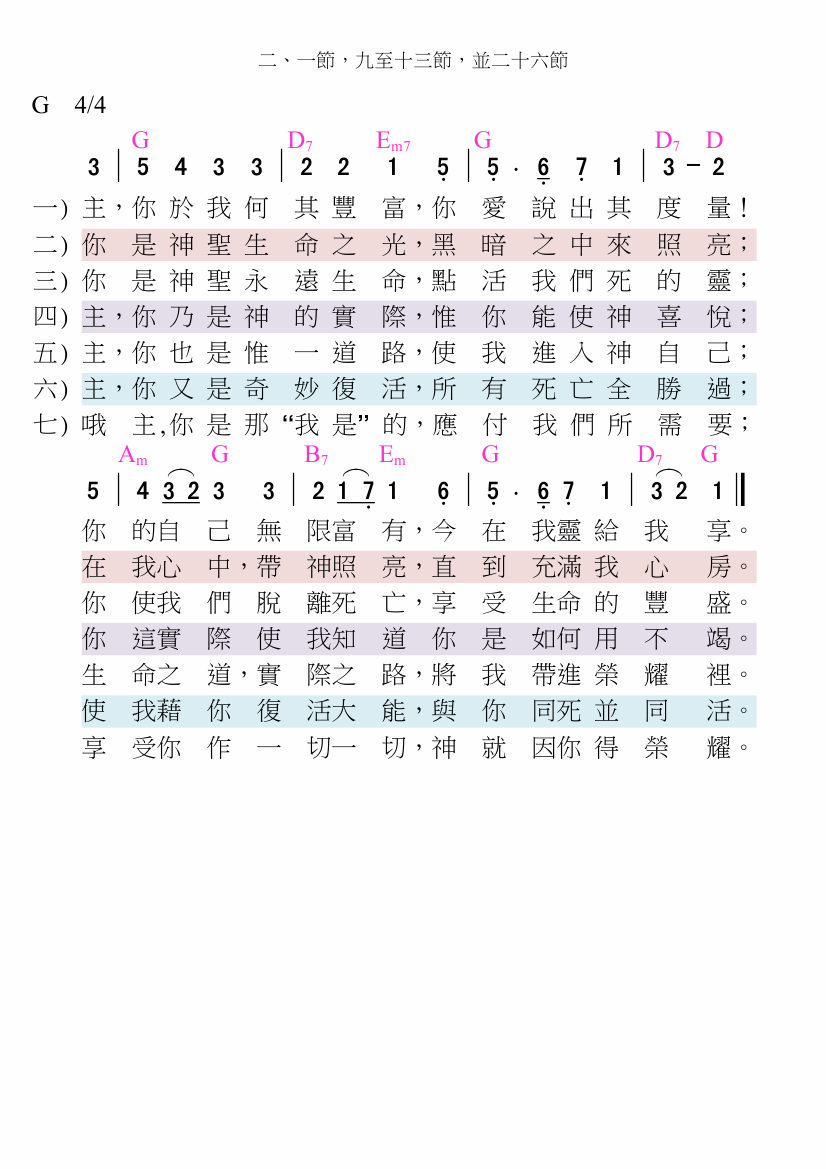 二、一節，九至十三節，並二十六節
G 4/4
G D7 Em7 G D7 D
3 | 5 4 3 3 | 2 2 1 5̣ | 5̣ · 6̣ 7̣ 1 | 3 － 2
一) 主，你 於 我 何 其 豐 富，你 愛 說 出 其 度 量！
二) 你 是 神 聖 生 命 之 光，黑 暗 之 中 來 照 亮；
三) 你 是 神 聖 永 遠 生 命，點 活 我 們 死 的 靈；
四) 主，你 乃 是 神 的 實 際，惟 你 能 使 神 喜 悅；
五) 主，你 也 是 惟 一 道 路，使 我 進 入 神 自 己；
六) 主，你 又 是 奇 妙 復 活，所 有 死 亡 全 勝 過；
七) 哦 主,你 是 那 “我 是” 的，應 付 我 們 所 需 要；
Am G B7 Em G D7 G
5 | 4 3 2 3 3 | 2 1 7̣ 1 6̣ | 5̣ · 6̣ 7̣ 1 | 3 2 1 ‖
你 的自 己 無 限富 有，今 在 我靈 給 我 享。
在 我心 中，帶 神照 亮，直 到 充滿 我 心 房。
你 使我 們 脫 離死 亡，享 受 生命 的 豐 盛。
你 這實 際 使 我知 道 你 是 如何 用 不 竭。
生 命之 道，實 際之 路，將 我 帶進 榮 耀 裡。
使 我藉 你 復 活大 能，與 你 同死 並 同 活。
享 受你 作 一 切一 切，神 就 因你 得 榮 耀。